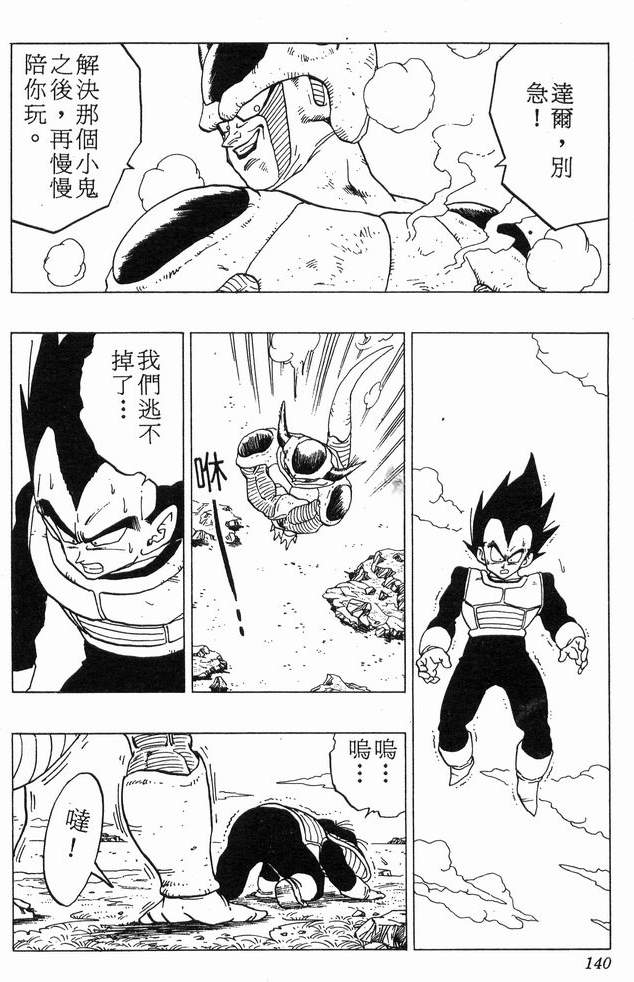 達爾，別
急！
解決那個小鬼
之後，再慢慢
陪你玩。
咻…
我們逃不
掉了…
嗚嗚
……
噠！
140